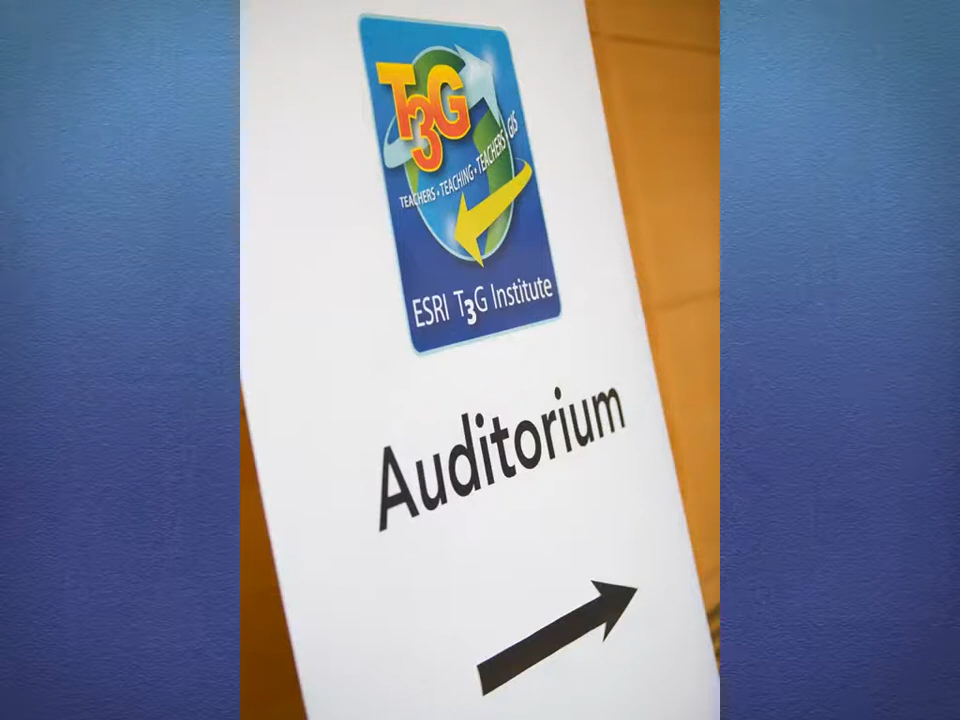 T3G
TEACHERS • TEACHING • TEACHERS • GIS
ESRI T3G Institute
Auditorium